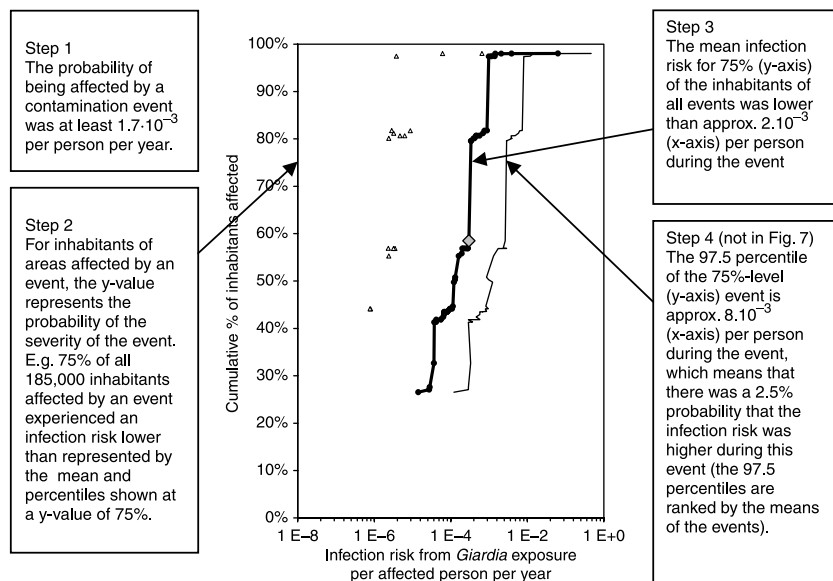 Step 1
The probability of
being affected by a
contamination event
was at least 1.7·10⁻³
per person per year.
Step 2
For inhabitants of
areas affected by an
event, the y-value
represents the
probability of the
severity of the event.
E.g. 75% of all
185,000 inhabitants
affected by an event
experienced an
infection risk lower
than represented by
the mean and
percentiles shown at
a y-value of 75%.
Cumulative % of inhabitants affected
100%
90%
80%
70%
60%
50%
40%
30%
20%
10%
0%
1 E−8
1 E−6
1 E−4
1 E−2
1 E+0
Infection risk from Giardia exposure
per affected person per year
Step 3
The mean infection
risk for 75% (y-axis)
of the inhabitants of
all events was lower
than approx. 2.10⁻³
(x-axis) per person
during the event
Step 4 (not in Fig. 7)
The 97.5 percentile
of the 75%-level
(y-axis) event is
approx. 8.10⁻³
(x-axis) per person
during the event,
which means that
there was a 2.5%
probability that the
infection risk was
higher during this
event (the 97.5
percentiles are
ranked by the means
of the events).